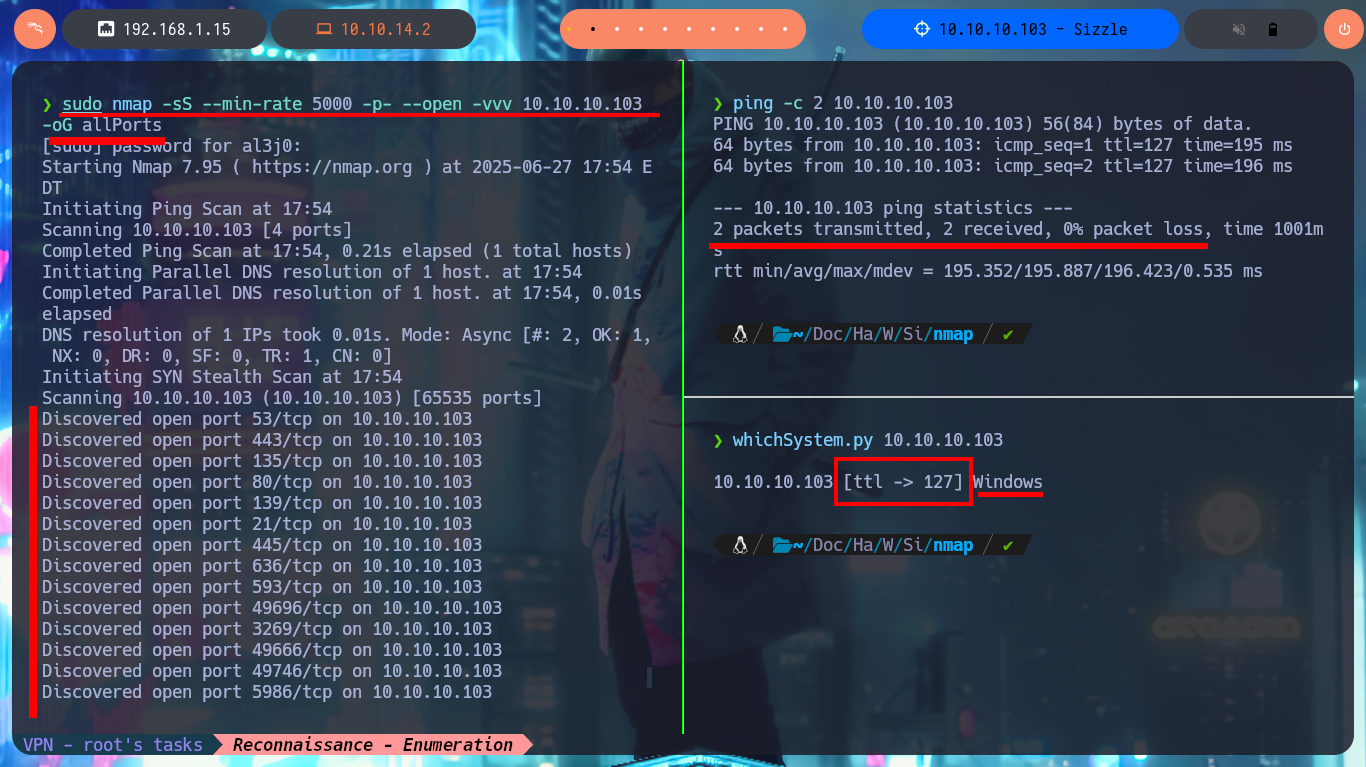 192.168.1.15
10.10.14.2
10.10.10.103 - Sizzle
❯ sudo nmap -sS --min-rate 5000 -p- --open -vvv 10.10.10.103
-oG allPorts
[sudo] password for al3j0:
Starting Nmap 7.95 ( https://nmap.org ) at 2025-06-27 17:54 E
DT
Initiating Ping Scan at 17:54
Scanning 10.10.10.103 [4 ports]
Completed Ping Scan at 17:54, 0.21s elapsed (1 total hosts)
Initiating Parallel DNS resolution of 1 host. at 17:54
Completed Parallel DNS resolution of 1 host. at 17:54, 0.01s
elapsed
DNS resolution of 1 IPs took 0.01s. Mode: Async [#: 2, OK: 1,
NX: 0, DR: 0, SF: 0, TR: 1, CN: 0]
Initiating SYN Stealth Scan at 17:54
Scanning 10.10.10.103 (10.10.10.103) [65535 ports]
Discovered open port 53/tcp on 10.10.10.103
Discovered open port 443/tcp on 10.10.10.103
Discovered open port 135/tcp on 10.10.10.103
Discovered open port 80/tcp on 10.10.10.103
Discovered open port 139/tcp on 10.10.10.103
Discovered open port 21/tcp on 10.10.10.103
Discovered open port 445/tcp on 10.10.10.103
Discovered open port 636/tcp on 10.10.10.103
Discovered open port 593/tcp on 10.10.10.103
Discovered open port 49696/tcp on 10.10.10.103
Discovered open port 3269/tcp on 10.10.10.103
Discovered open port 49666/tcp on 10.10.10.103
Discovered open port 49746/tcp on 10.10.10.103
Discovered open port 5986/tcp on 10.10.10.103
❯ ping -c 2 10.10.10.103
PING 10.10.10.103 (10.10.10.103) 56(84) bytes of data.
64 bytes from 10.10.10.103: icmp_seq=1 ttl=127 time=195 ms
64 bytes from 10.10.10.103: icmp_seq=2 ttl=127 time=196 ms
--- 10.10.10.103 ping statistics ---
2 packets transmitted, 2 received, 0% packet loss, time 1001m
s
rtt min/avg/max/mdev = 195.352/195.887/196.423/0.535 ms
~/Doc/Ha/W/Si/nmap / ✔
❯ whichSystem.py 10.10.10.103
10.10.10.103 [ttl -> 127] Windows
~/Doc/Ha/W/Si/nmap / ✔
VPN - root's tasks
Reconnaissance - Enumeration